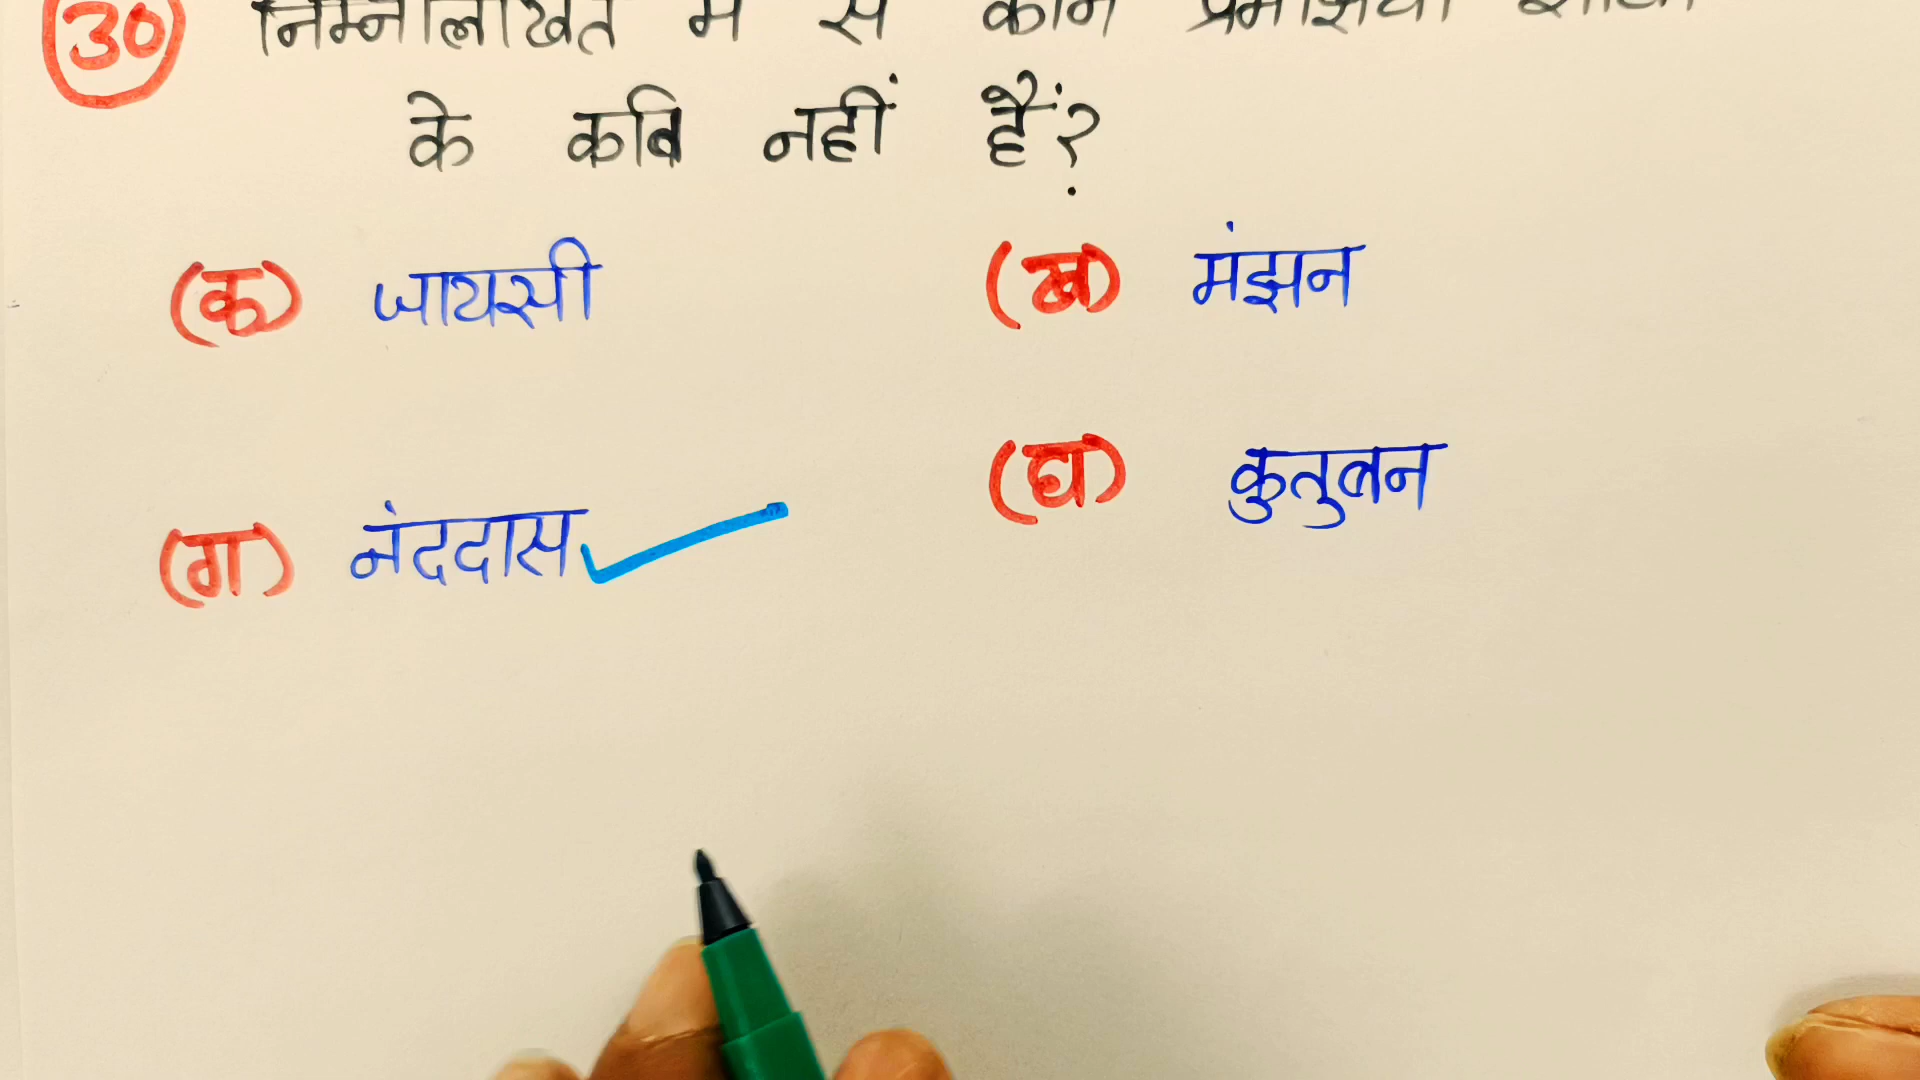 30 निम्नलिखित में से कौन प्रेमाश्रयी शाखा
के कवि नहीं हैं?
(क) जायसी (ख) मंझन
(ग) नंददास (घ) कुतुबन